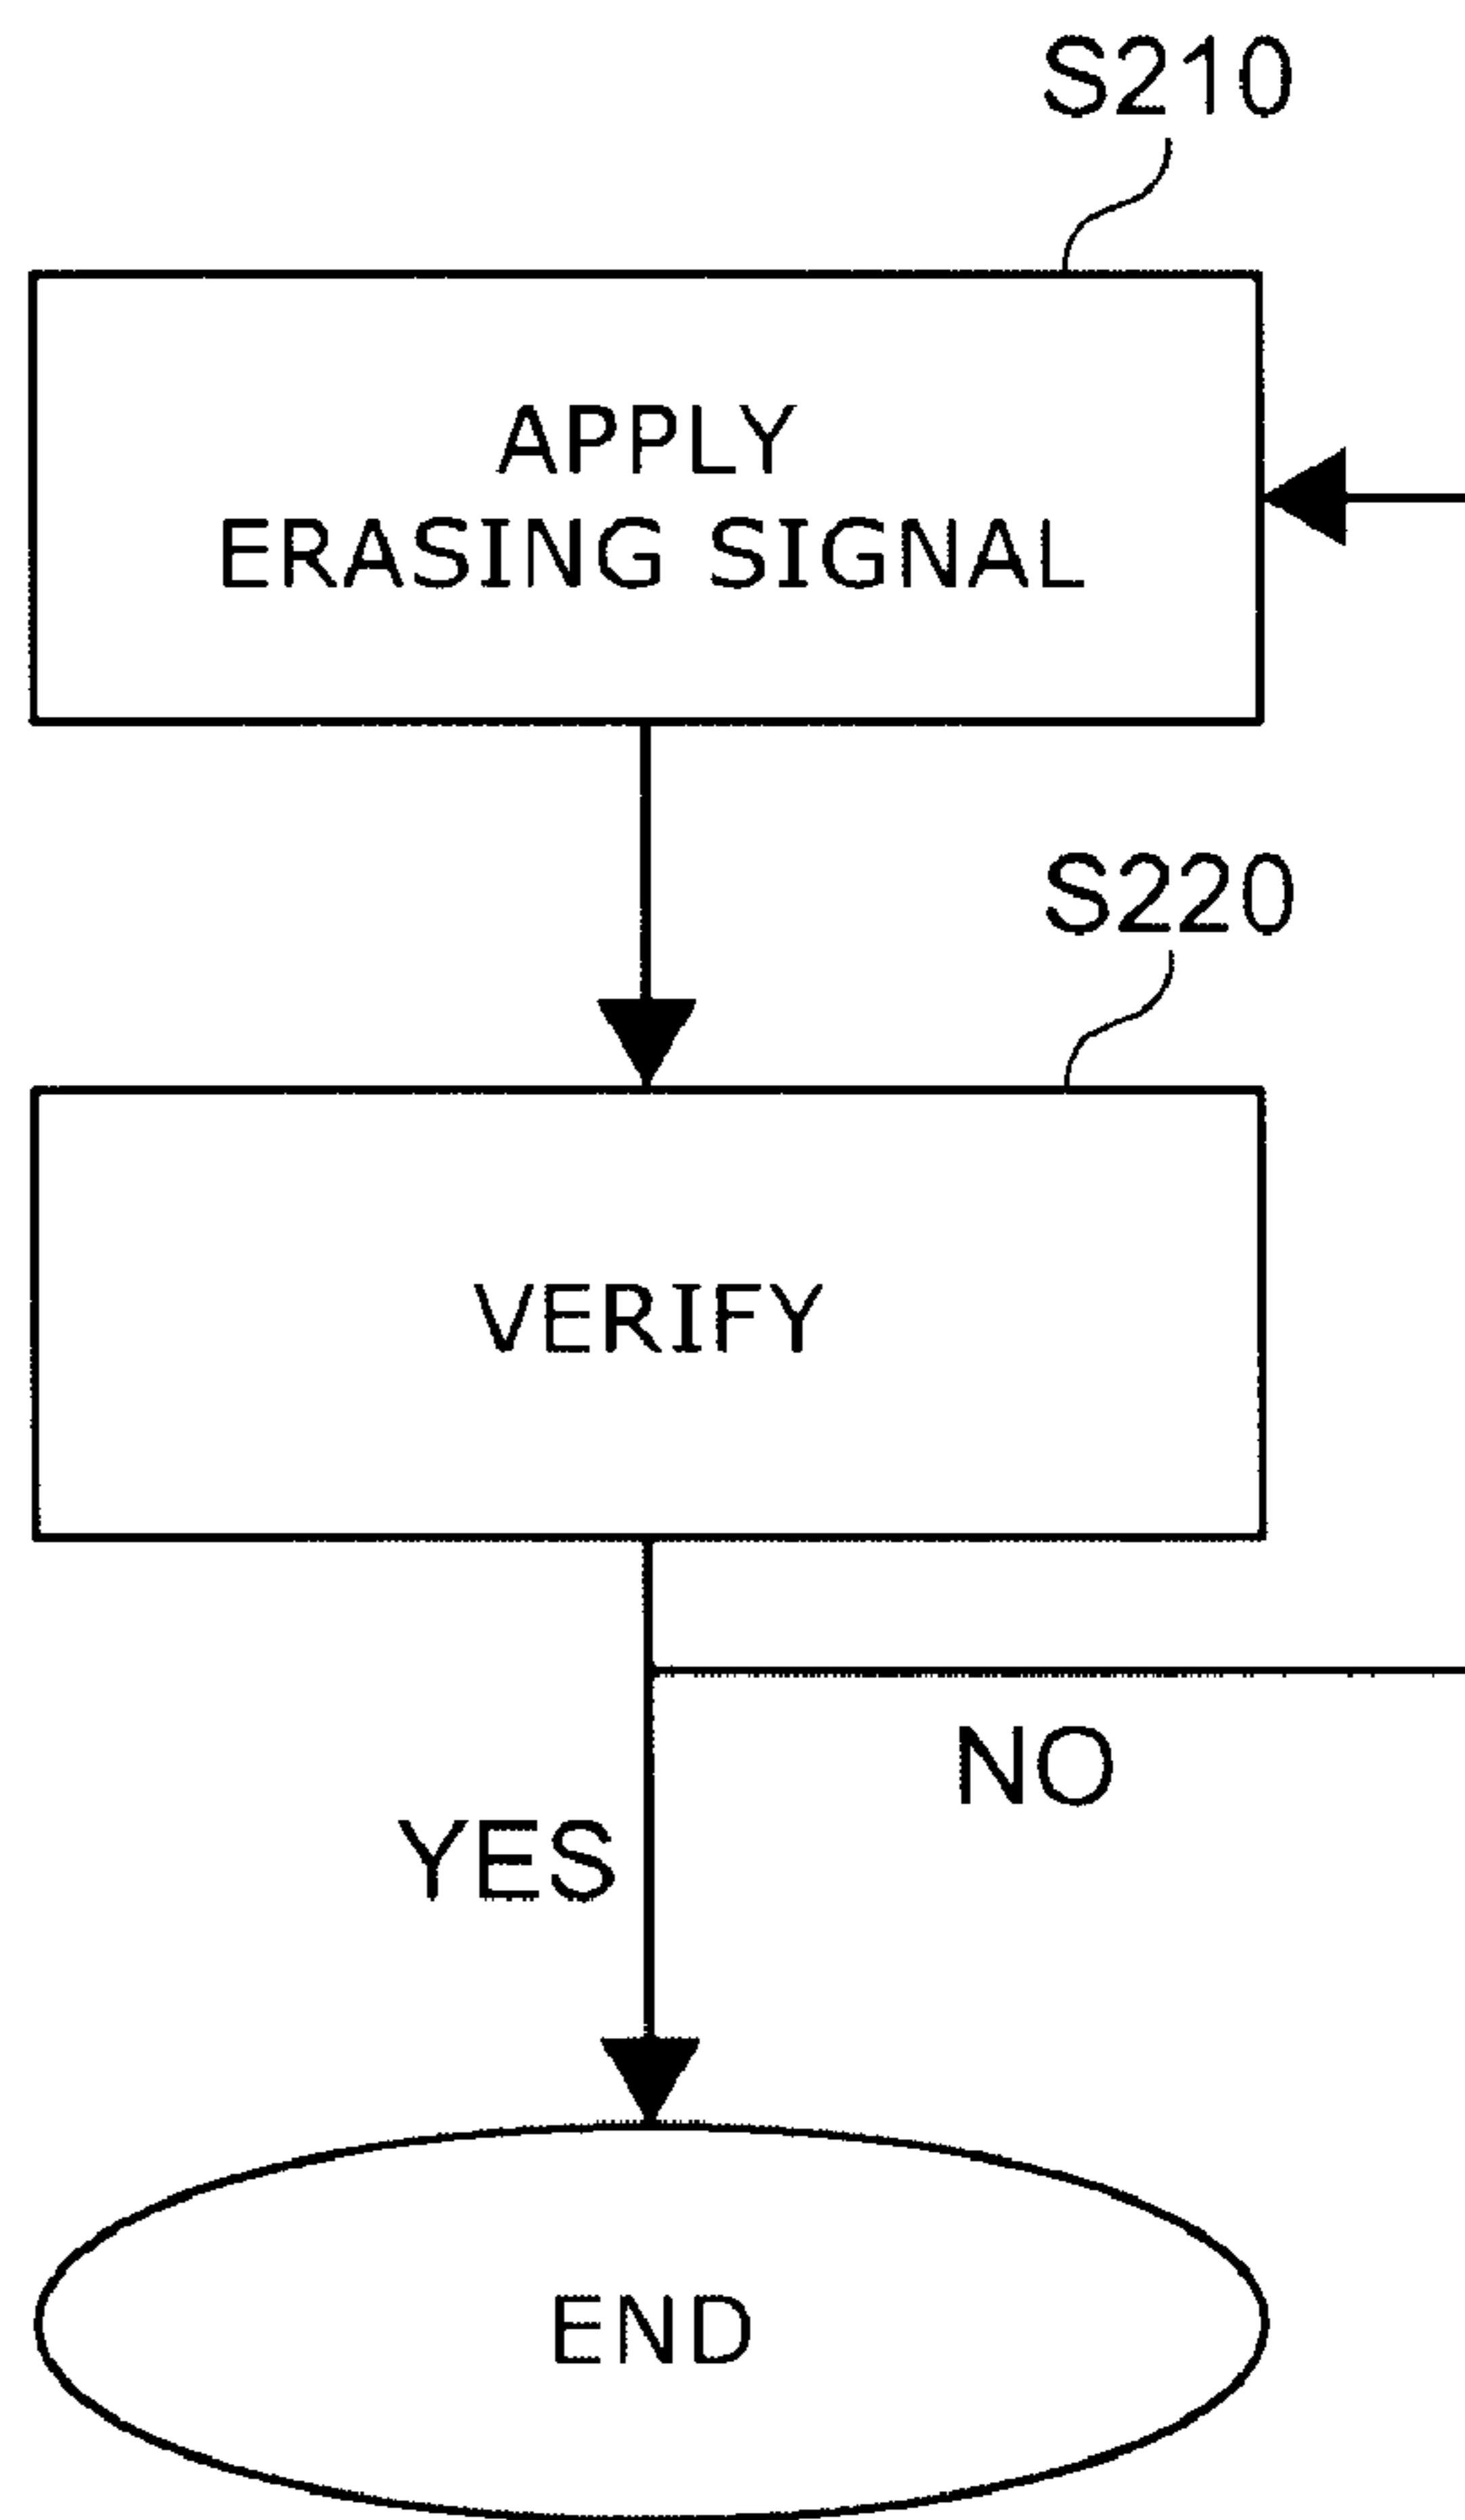 S210
APPLY
ERASING SIGNAL
S220
VERIFY
NO
YES
END